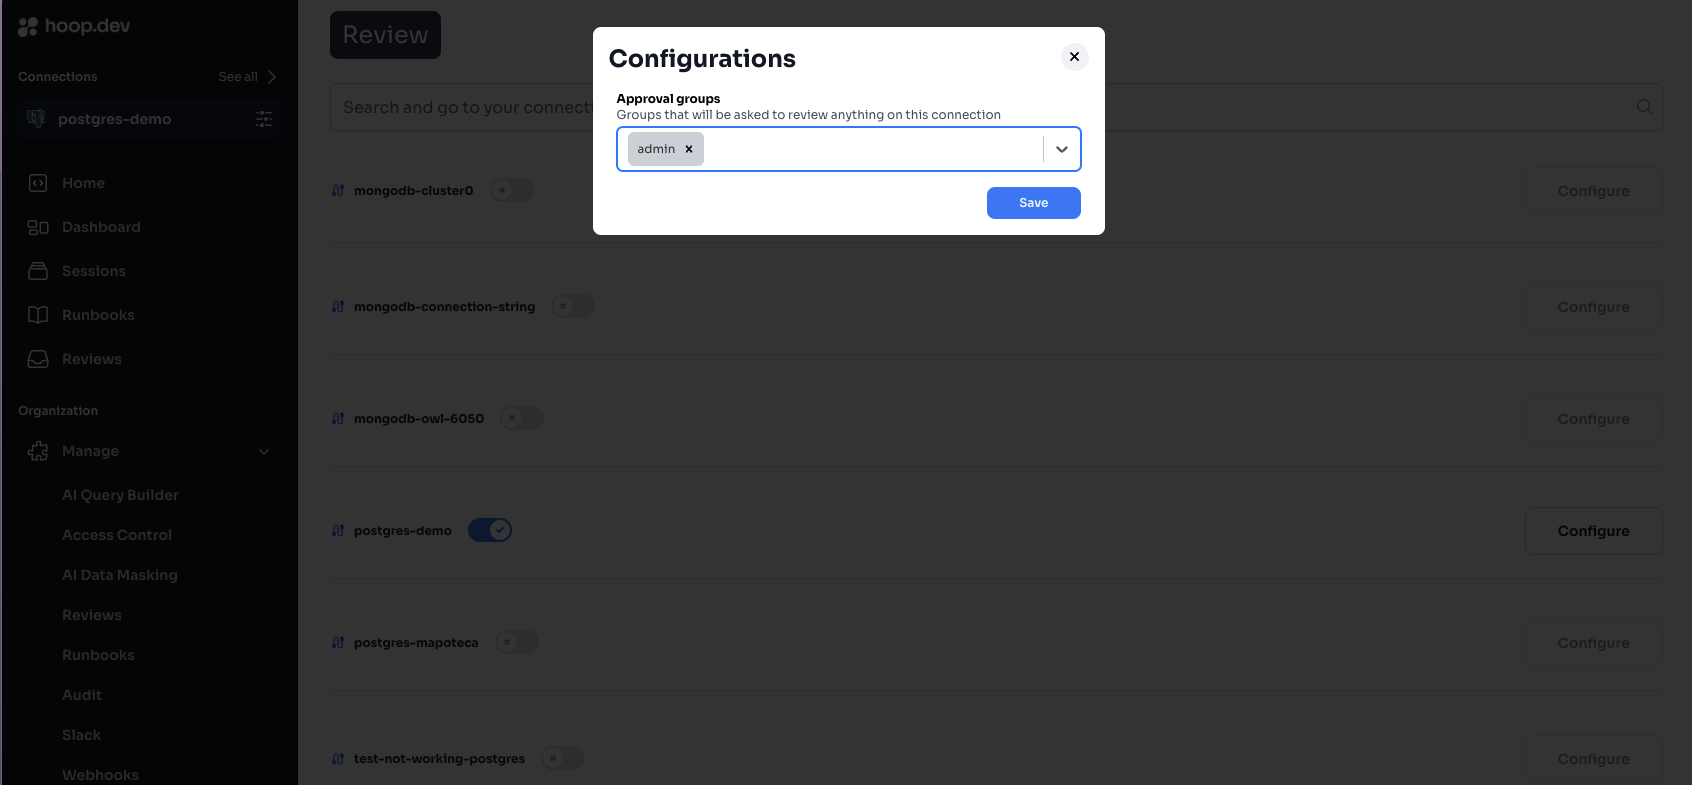 hoop.dev
Connections
See all
postgres-demo
Home
Dashboard
Sessions
Runbooks
Reviews
Organization
Manage
AI Query Builder
Access Control
AI Data Masking
Reviews
Runbooks
Audit
Slack
Webhooks
Review
Search and go to your connecti
Configurations
Approval groups
Groups that will be asked to review anything on this connection
admin
Save
mongodb-cluster0
Configure
mongodb-connection-string
Configure
mongodb-owl-6050
Configure
postgres-demo
Configure
postgres-mapoteca
Configure
test-not-working-postgres
Configure